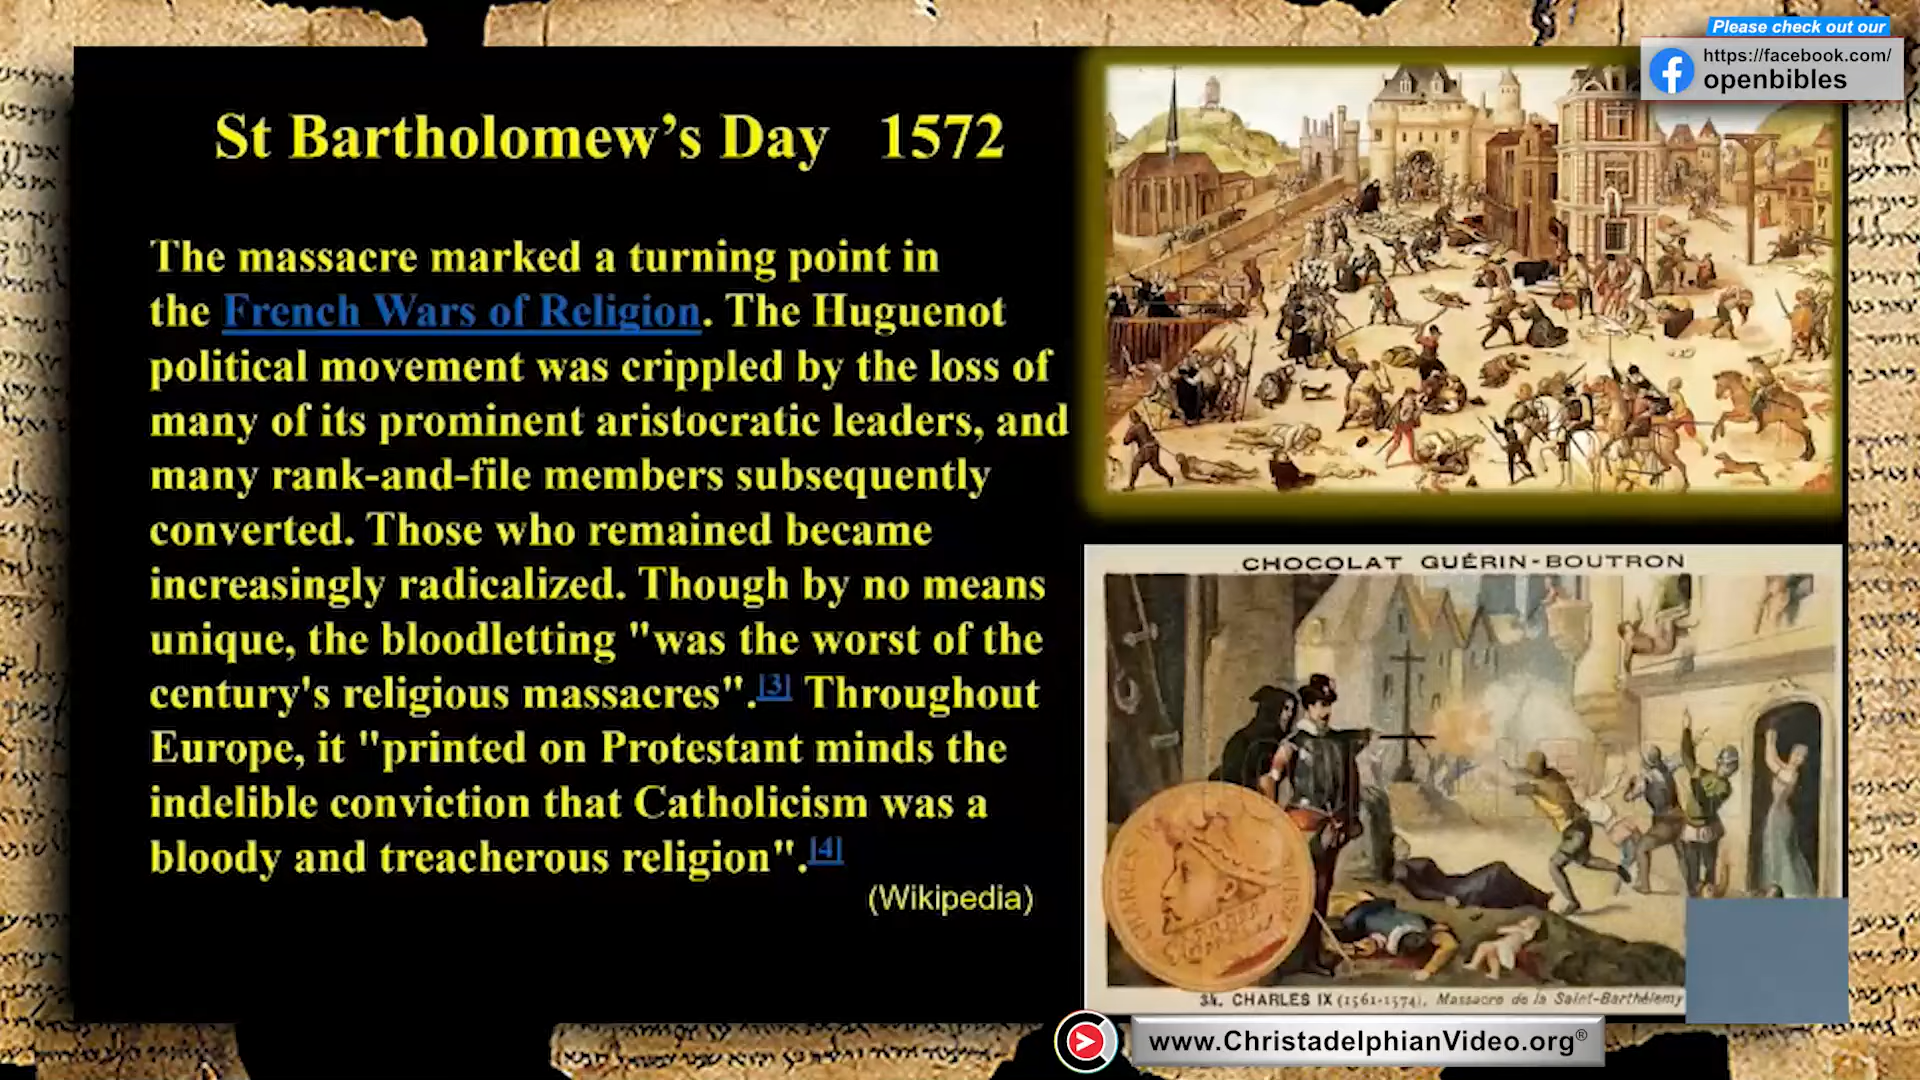 Please check out our
https://facebook.com/
openbibles
St Bartholomew's Day 1572
The massacre marked a turning point in
the French Wars of Religion. The Huguenot
political movement was crippled by the loss of
many of its prominent aristocratic leaders, and
many rank-and-file members subsequently
converted. Those who remained became
increasingly radicalized. Though by no means
unique, the bloodletting "was the worst of the
century's religious massacres".[3] Throughout
Europe, it "printed on Protestant minds the
indelible conviction that Catholicism was a
bloody and treacherous religion".[4]
(Wikipedia)
CHOCOLAT GUÉRIN-BOUTRON
34. CHARLES IX (1561-1574), Massacre de la Saint-Barthélemy
www.ChristadelphianVideo.org®